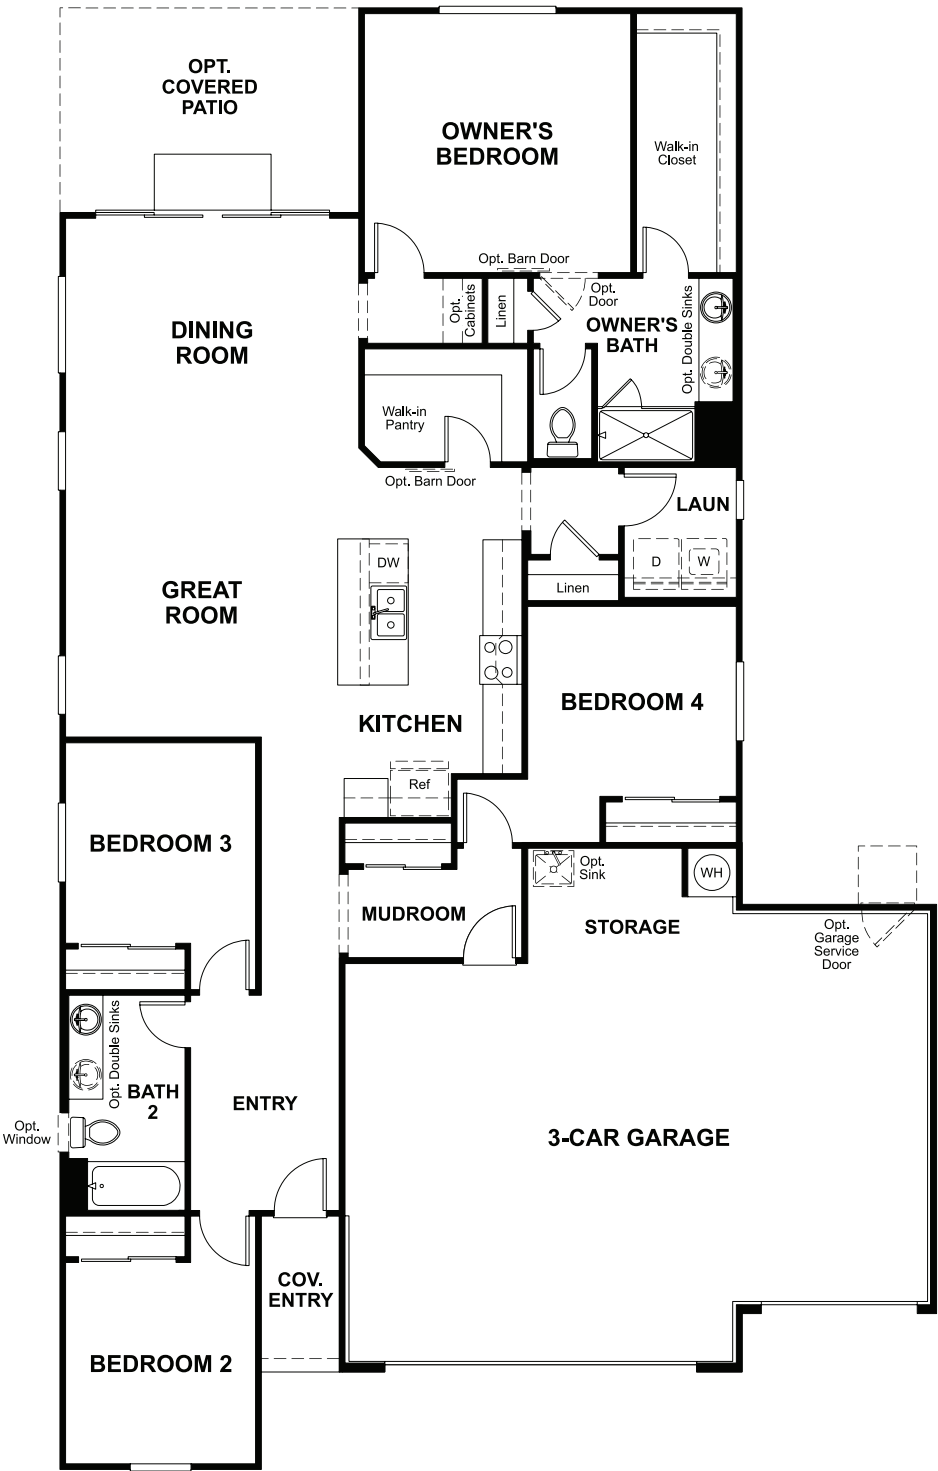 OPT.
COVERED
PATIO
OWNER'S
BEDROOM
Walk-in
Closet
Opt. Barn Door
Opt.
Door
Opt.
Cabinets
Linen
OWNER'S
BATH
Opt. Double Sinks
DINING
ROOM
Walk-in
Pantry
Opt. Barn Door
LAUN
D
W
Linen
DW
GREAT
ROOM
KITCHEN
Ref
BEDROOM 4
BEDROOM 3
MUDROOM
Opt.
Sink
WH
STORAGE
Opt.
Garage
Service
Door
Opt. Double Sinks
BATH
2
Opt.
Window
ENTRY
3-CAR GARAGE
COV.
ENTRY
BEDROOM 2